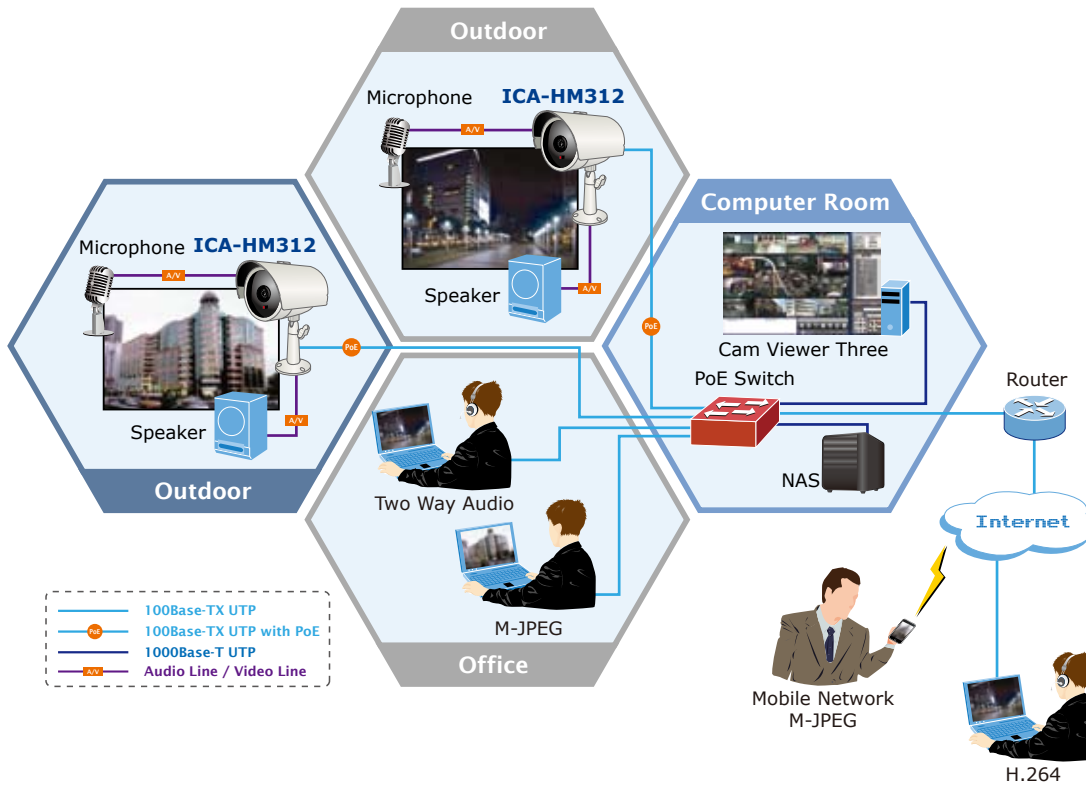 Outdoor
Microphone
ICA-HM312
A/V
A/V
Speaker
PoE
Microphone
ICA-HM312
A/V
A/V
Speaker
Outdoor
PoE
Computer Room
Cam Viewer Three
PoE Switch
NAS
Router
Internet
Two Way Audio
M-JPEG
Office
100Base-TX UTP
PoE
100Base-TX UTP with PoE
1000Base-T UTP
A/V
Audio Line / Video Line
Mobile Network
M-JPEG
H.264